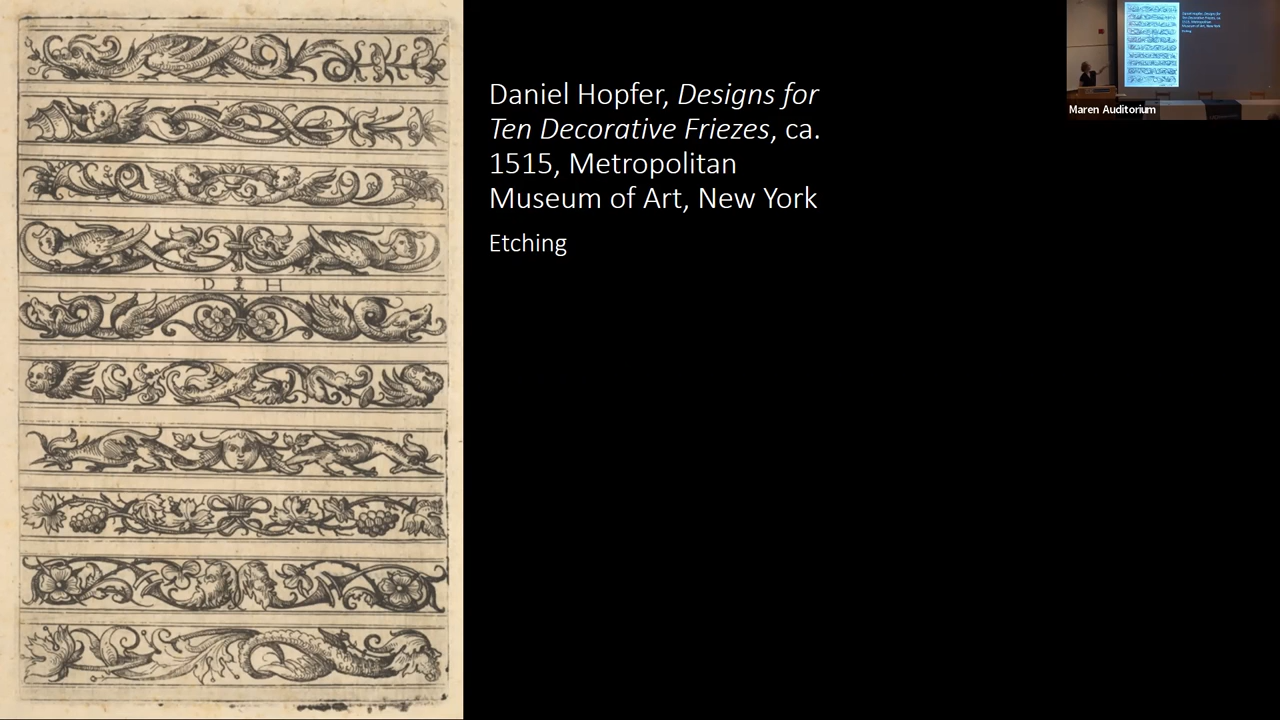 Daniel Hopfer, Designs for
Ten Decorative Friezes, ca.
1515, Metropolitan
Museum of Art, New York
Etching
D H
Maren Auditorium